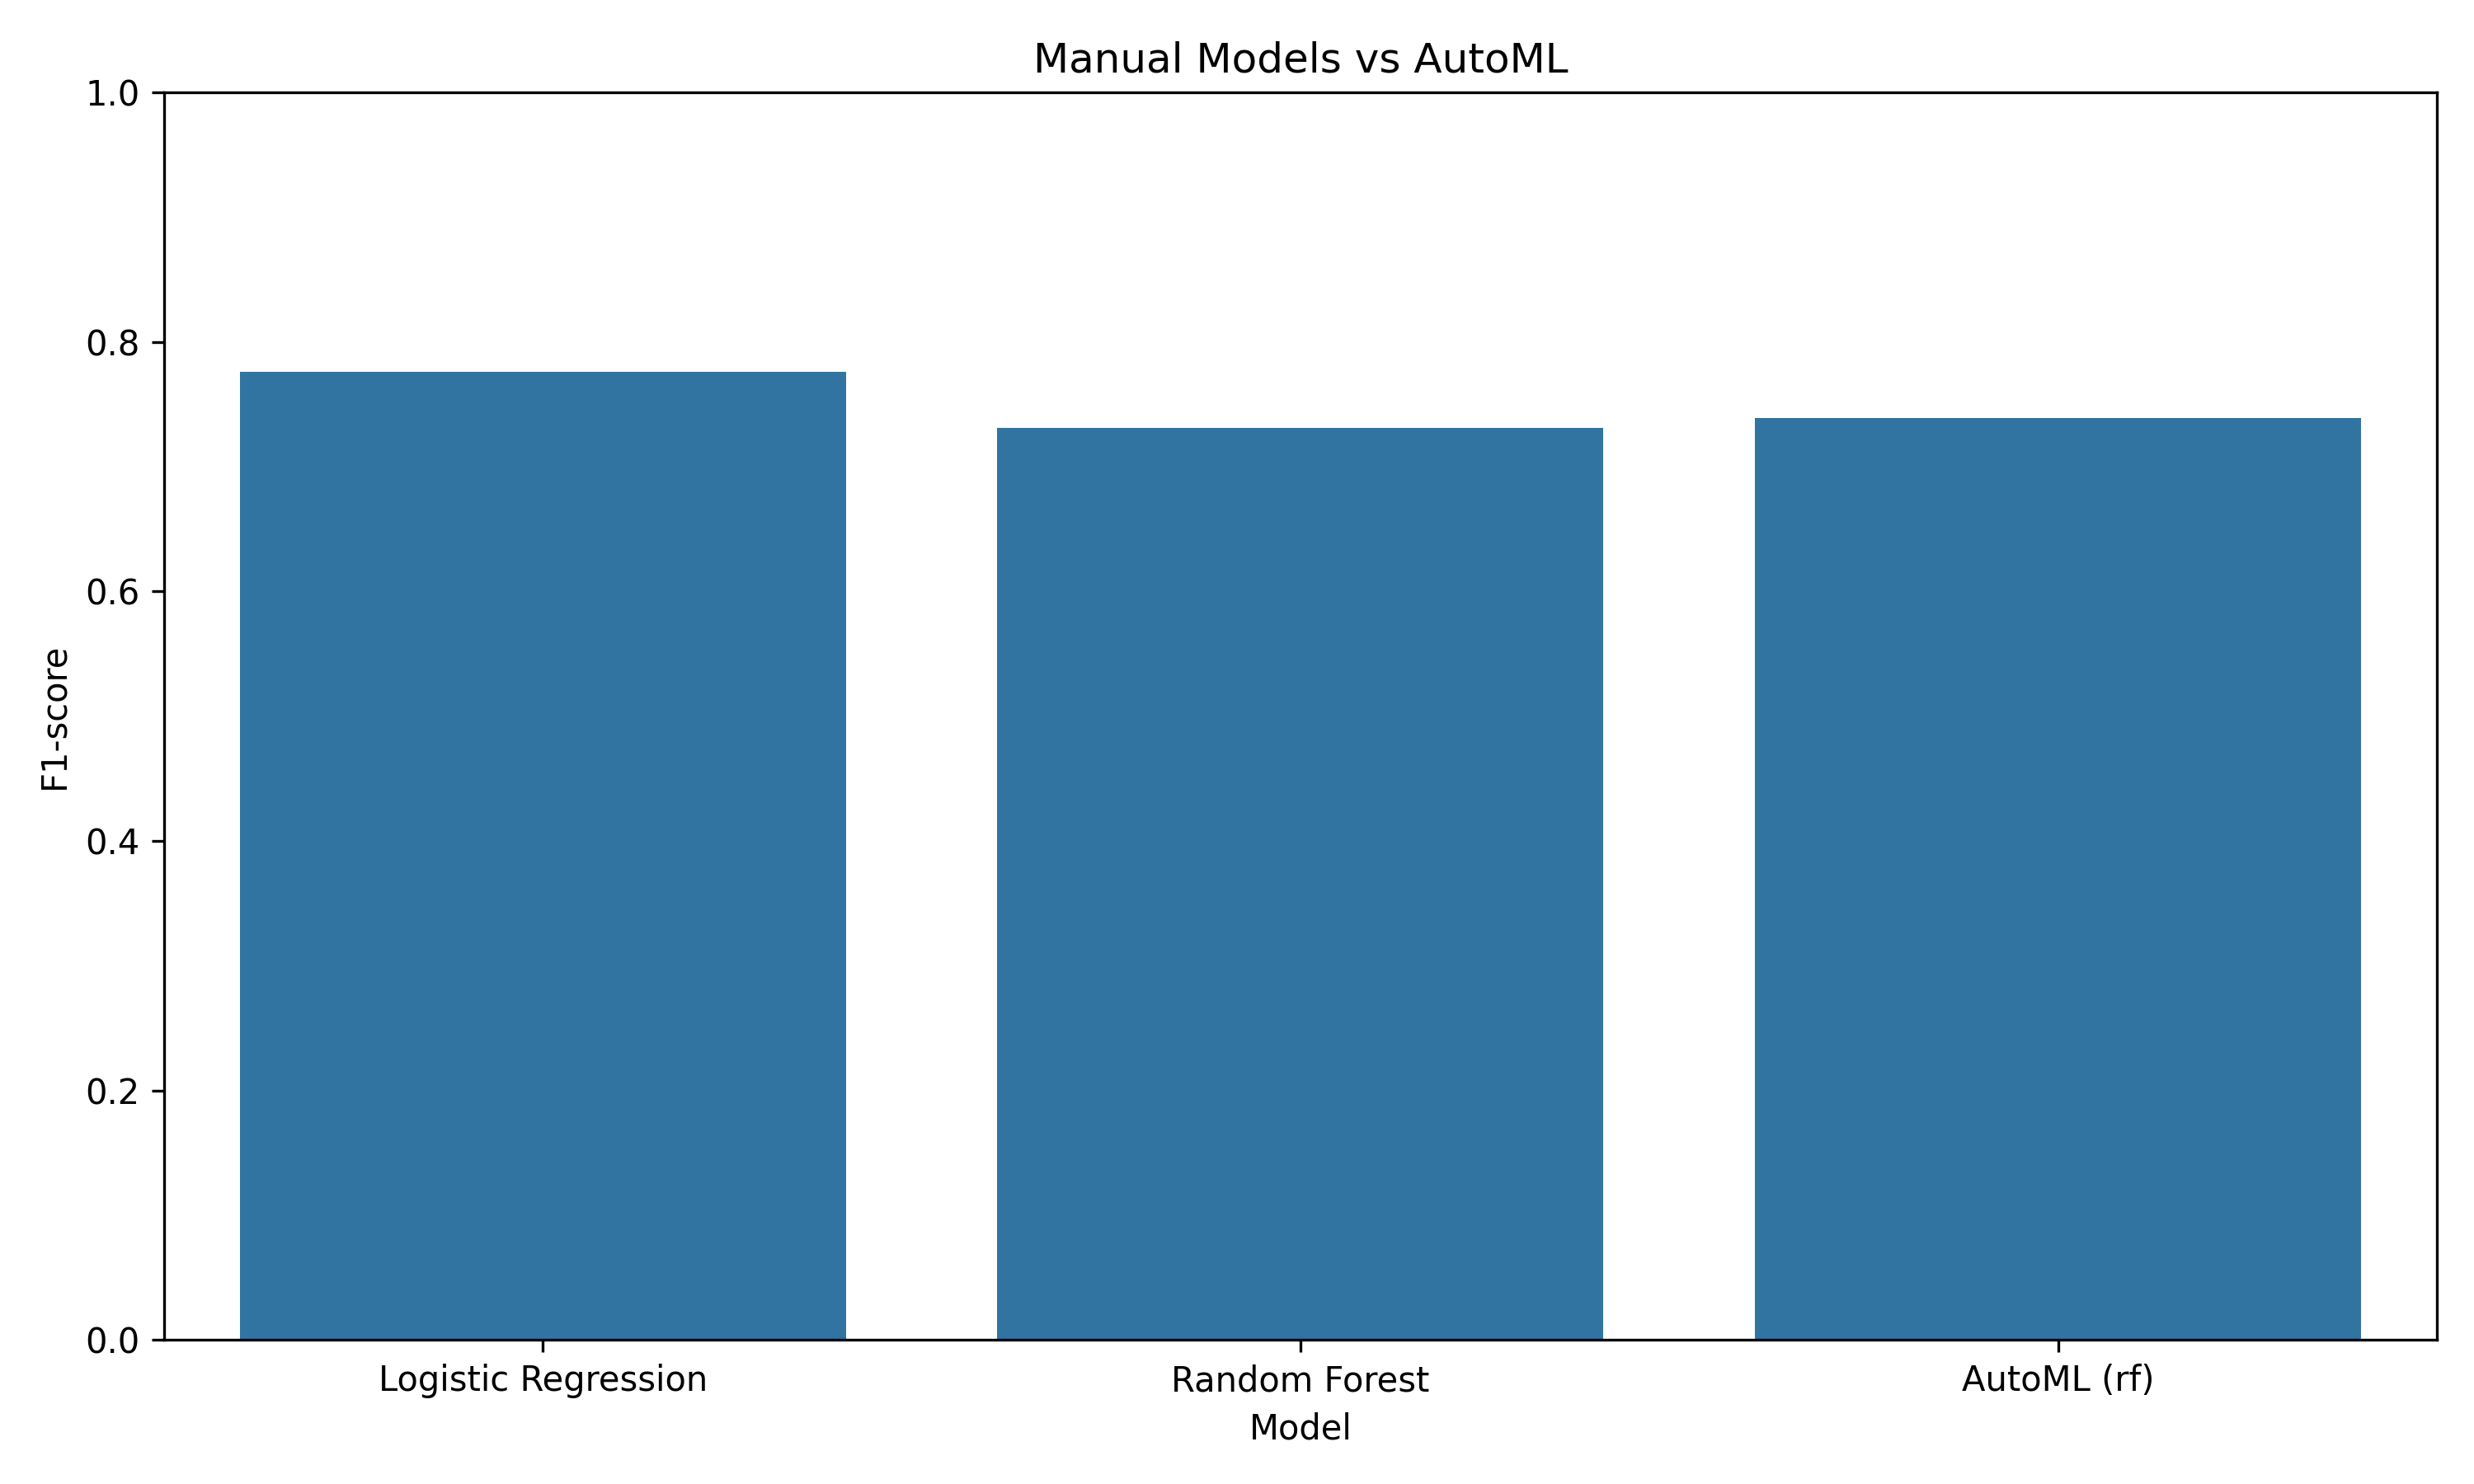 Manual Models vs AutoML
1.0
0.8
0.6
0.4
0.2
0.0
F1-score
Logistic Regression
Random Forest
AutoML (rf)
Model